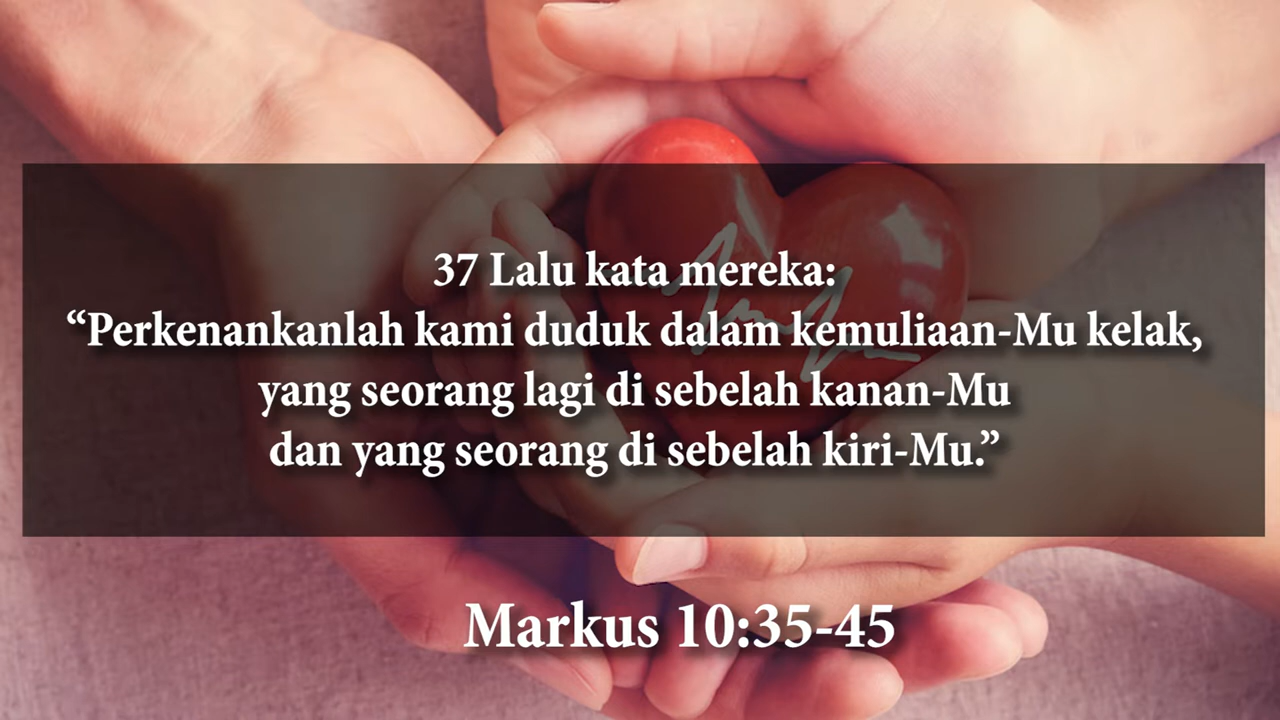 37 Lalu kata mereka:
“Perkenankanlah kami duduk dalam kemuliaan-Mu kelak,
yang seorang lagi di sebelah kanan-Mu
dan yang seorang di sebelah kiri-Mu.”
Markus 10:35-45